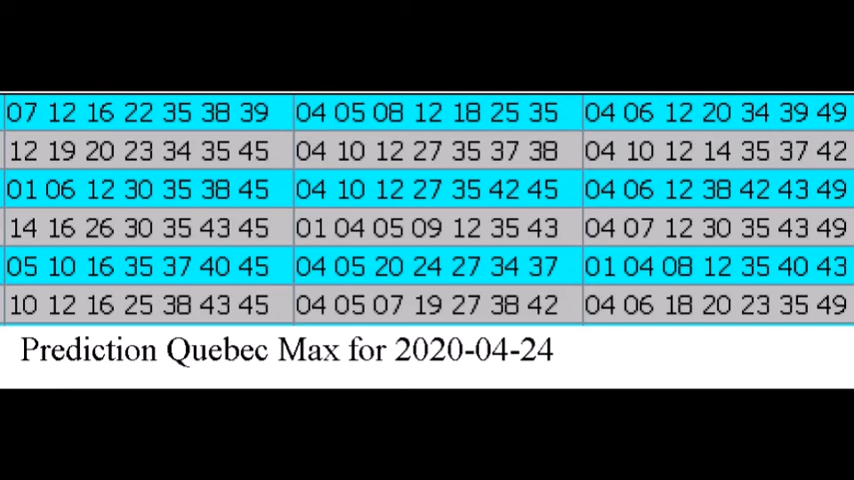 07 12 16 22 35 38 39 04 05 08 12 18 25 35 04 06 12 20 34 39 49
12 19 20 23 34 35 45 04 10 12 27 35 37 38 04 10 12 14 35 37 42
01 06 12 30 35 38 45 04 10 12 27 35 42 45 04 06 12 38 42 43 49
14 16 26 30 35 43 45 01 04 05 09 12 35 43 04 07 12 30 35 43 49
05 10 16 35 37 40 45 04 05 20 24 27 34 37 01 04 08 12 35 40 43
10 12 16 25 38 43 45 04 05 07 19 27 38 42 04 06 18 20 23 35 49
Prediction Quebec Max for 2020-04-24